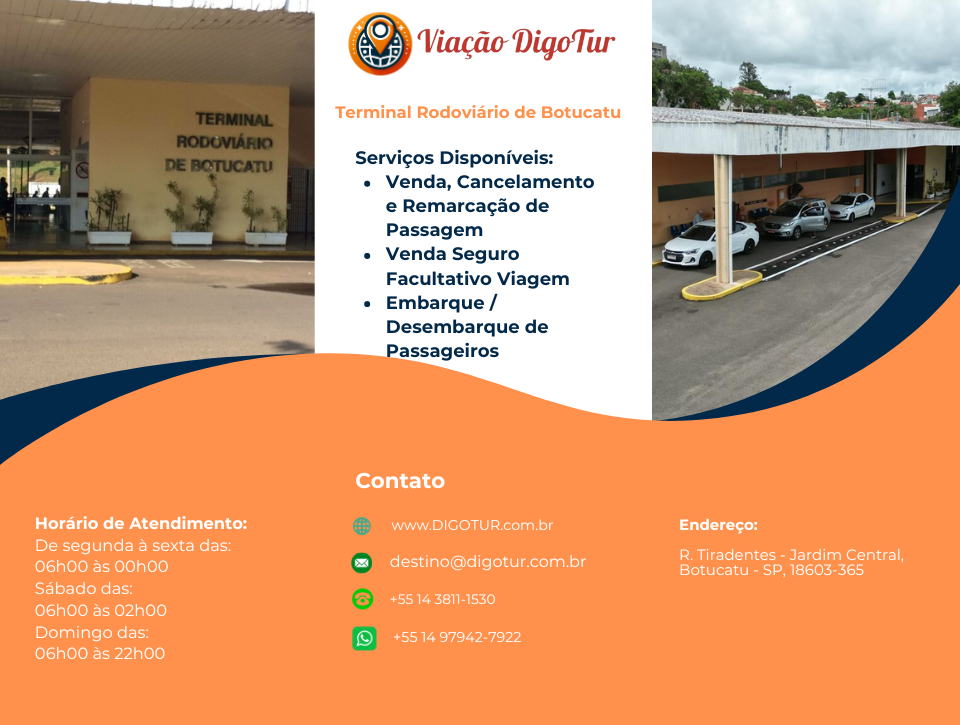 TERMINAL
RODOVIÁRIO
DE BOTUCATU
Viação DigoTur
Terminal Rodoviário de Botucatu
Serviços Disponíveis:
• Venda, Cancelamento
e Remarcação de
Passagem
• Venda Seguro
Facultativo Viagem
• Embarque /
Desembarque de
Passageiros
Horário de Atendimento:
De segunda à sexta das:
06h00 às 00h00
Sábado das:
06h00 às 02h00
Domingo das:
06h00 às 22h00
Contato
www.DIGOTUR.com.br
destino@digotur.com.br
+55 14 3811-1530
+55 14 97942-7922
Endereço:
R. Tiradentes - Jardim Central,
Botucatu - SP, 18603-365